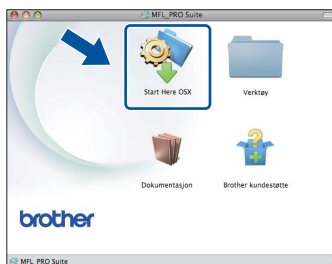 MFL_PRO Suite
Start Here OSX
Verktøy
Dokumentasjon
Brother kundestøtte
brother
MFL_PRO Suite